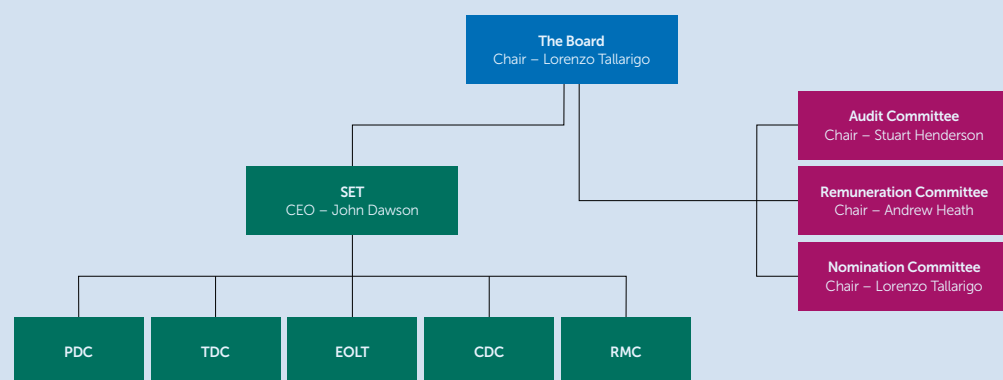 The Board
Chair – Lorenzo Tallarigo
Audit Committee
Chair – Stuart Henderson
SET
CEO – John Dawson
Remuneration Committee
Chair – Andrew Heath
Nomination Committee
Chair – Lorenzo Tallarigo
PDC
TDC
EOLT
CDC
RMC